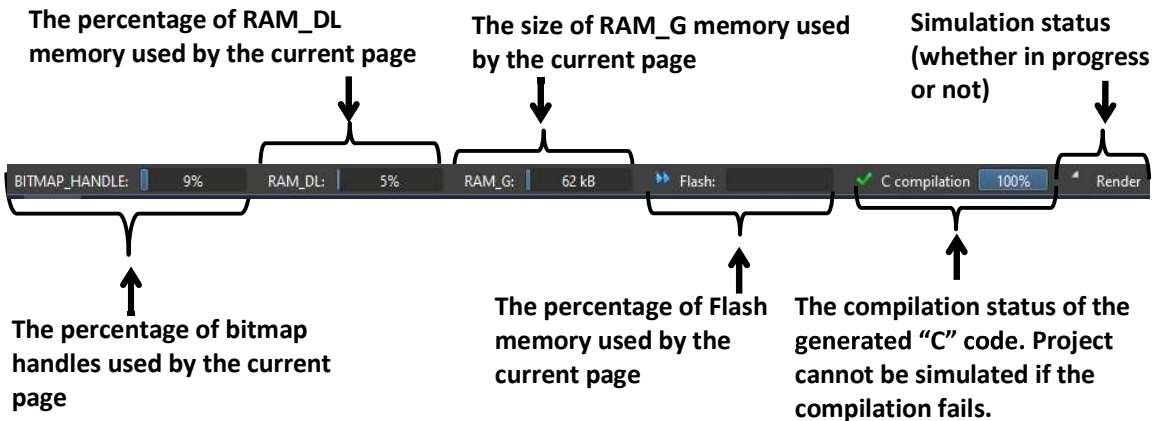 The percentage of RAM_DL
memory used by the current page
The size of RAM_G memory used
by the current page
Simulation status
(whether in progress
or not)
BITMAP_HANDLE: 9% RAM_DL: 5% RAM_G: 62 kB Flash: C compilation 100% Render
The percentage of bitmap
handles used by the current
page
The percentage of Flash
memory used by the
current page
The compilation status of the
generated “C” code. Project
cannot be simulated if the
compilation fails.